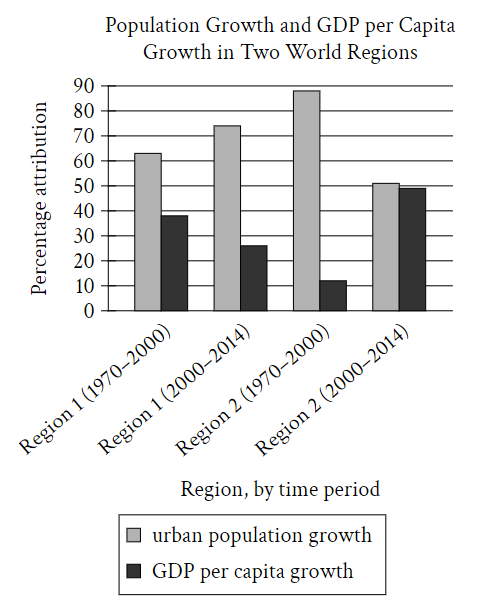 Population Growth and GDP per Capita
Growth in Two World Regions
Percentage attribution
90
80
70
60
50
40
30
20
10
0
Region 1 (1970–2000)
Region 1 (2000–2014)
Region 2 (1970–2000)
Region 2 (2000–2014)
Region, by time period
urban population growth
GDP per capita growth